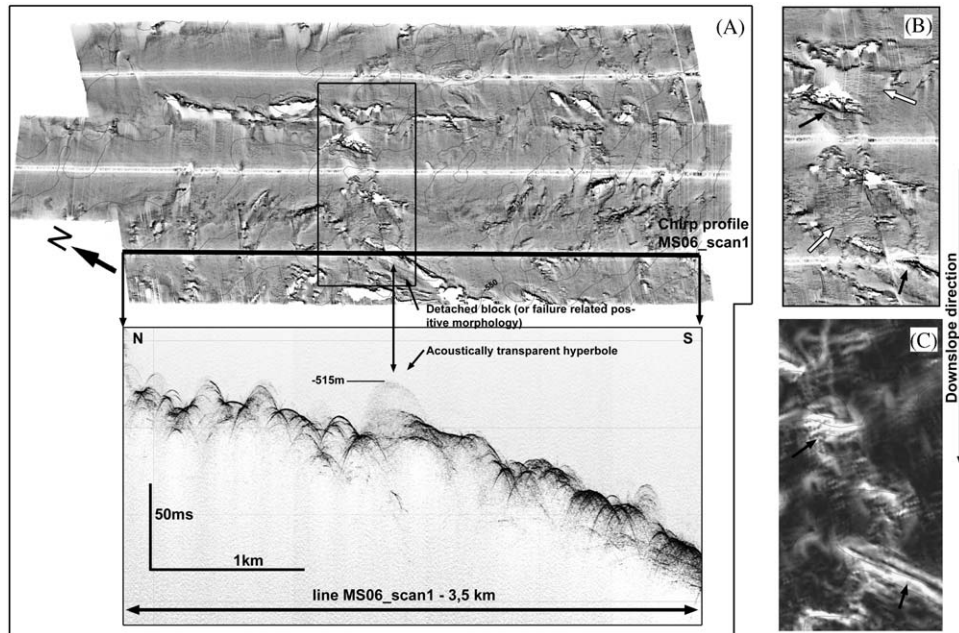 (A)
(B)
N
Chirp profile
MS06_scan1
Detached block (or failure related pos-
itive morphology)
N
S
Acoustically transparent hyperbole
-515m
50ms
1km
line MS06_scan1 - 3,5 km
(C)
Downslope direction